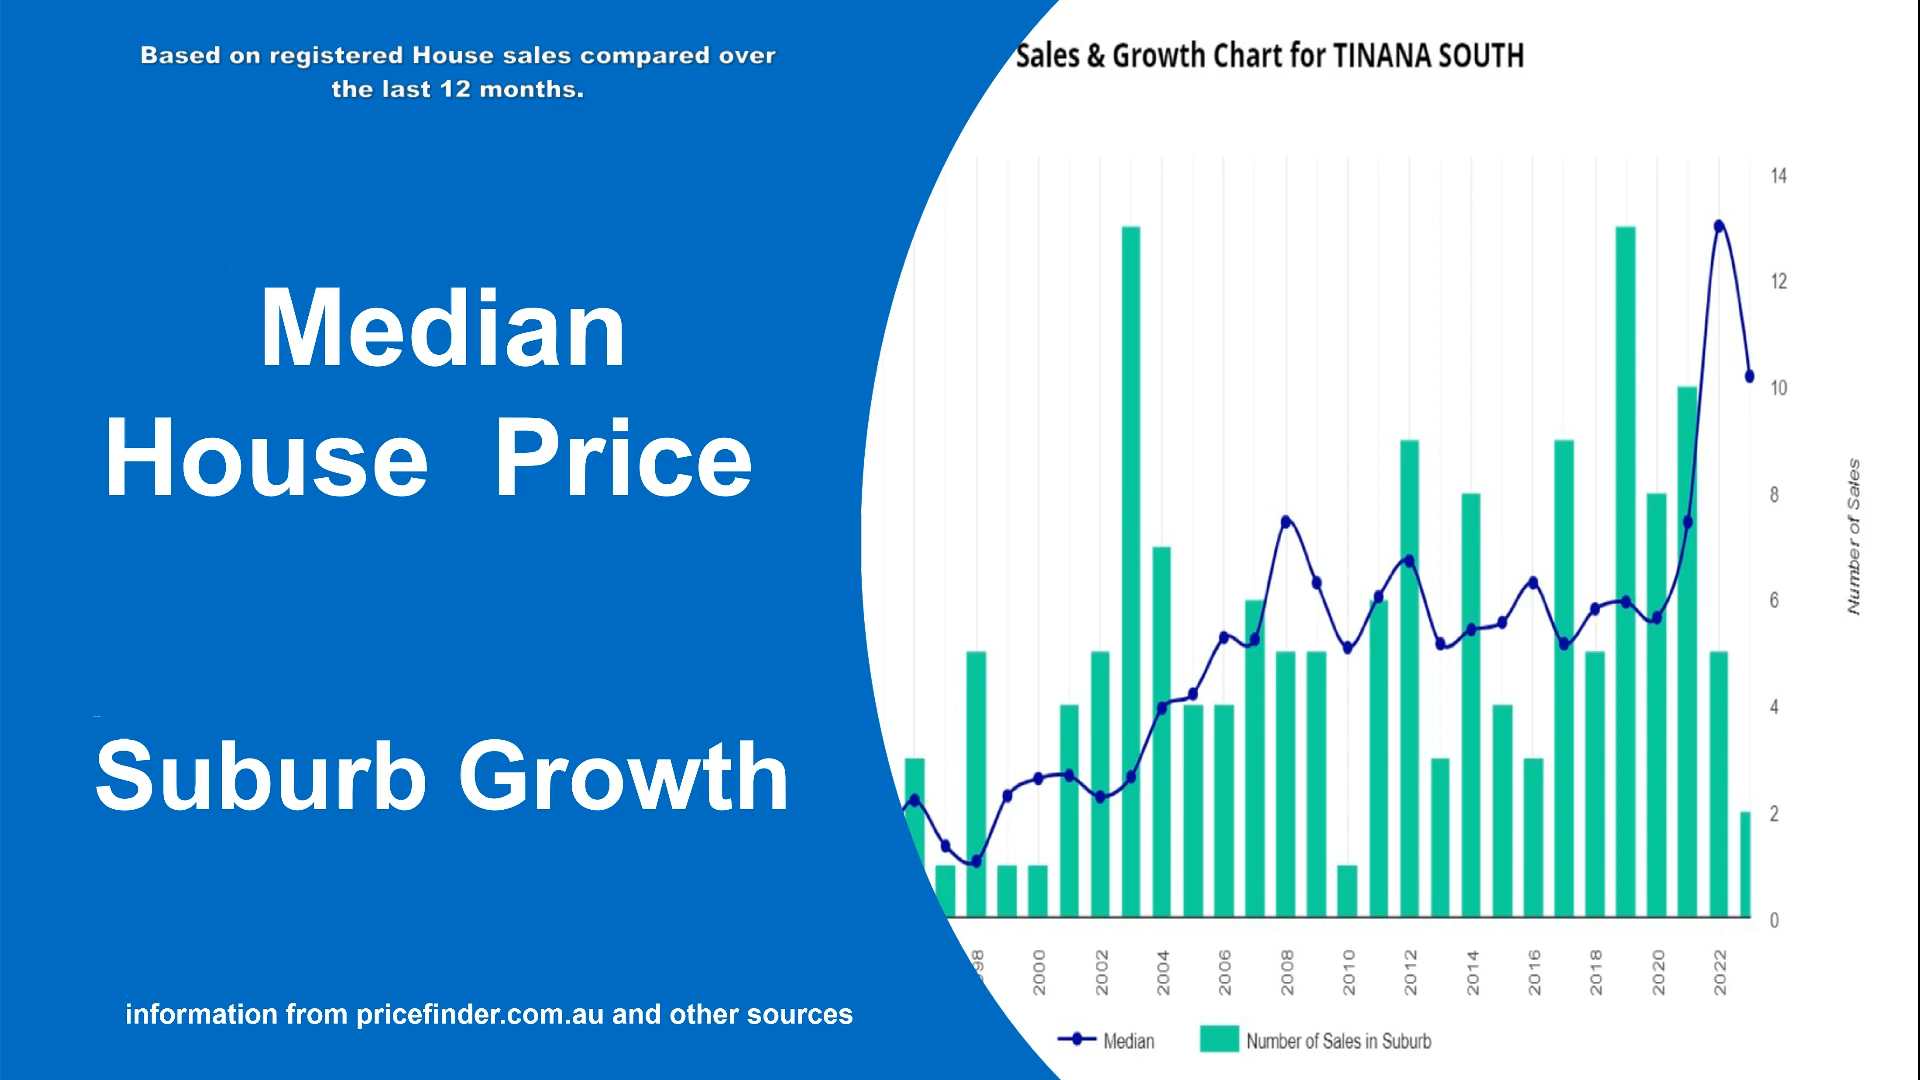 Based on registered House sales compared over
the last 12 months.
Median
House Price
Suburb Growth
information from pricefinder.com.au and other sources
Sales & Growth Chart for TINANA SOUTH
14
12
10
8
6
4
2
0
Number of Sales
98
2000
2002
2004
2006
2008
2010
2012
2014
2016
2018
2020
2022
Median
Number of Sales in Suburb